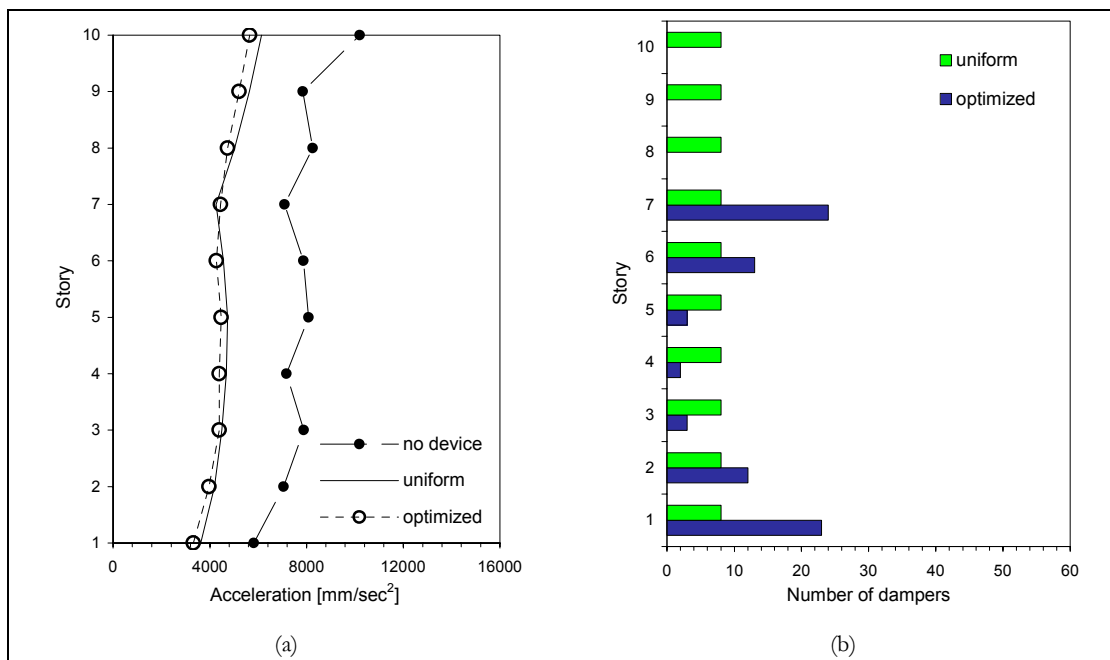 10
9
8
7
6
5
4
3
2
1
Story
0
4000
8000
12000
16000
Acceleration [mm/sec²]
no device
uniform
optimized
(a)
10
9
8
7
6
5
4
3
2
1
Story
0
10
20
30
40
50
60
Number of dampers
uniform
optimized
(b)